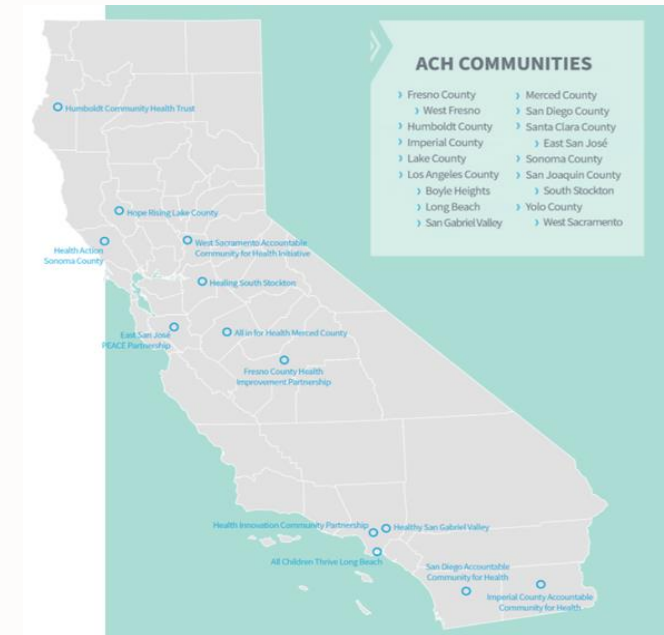 ACH COMMUNITIES
Fresno County
West Fresno
Humboldt County
Imperial County
Lake County
Los Angeles County
Boyle Heights
Long Beach
San Gabriel Valley
Merced County
San Diego County
Santa Clara County
East San José
Sonoma County
San Joaquin County
South Stockton
Yolo County
West Sacramento
Humboldt Community Health Trust
Hope Rising Lake County
Health Action
Sonoma County
West Sacramento Accountable
Community for Health Initiative
Healing South Stockton
East San José
PEACE Partnership
All in for Health Merced County
Fresno County Health
Improvement Partnership
Health Innovation Community Partnership
Healthy San Gabriel Valley
All Children Thrive Long Beach
San Diego Accountable
Community for Health
Imperial County Accountable
Community for Health